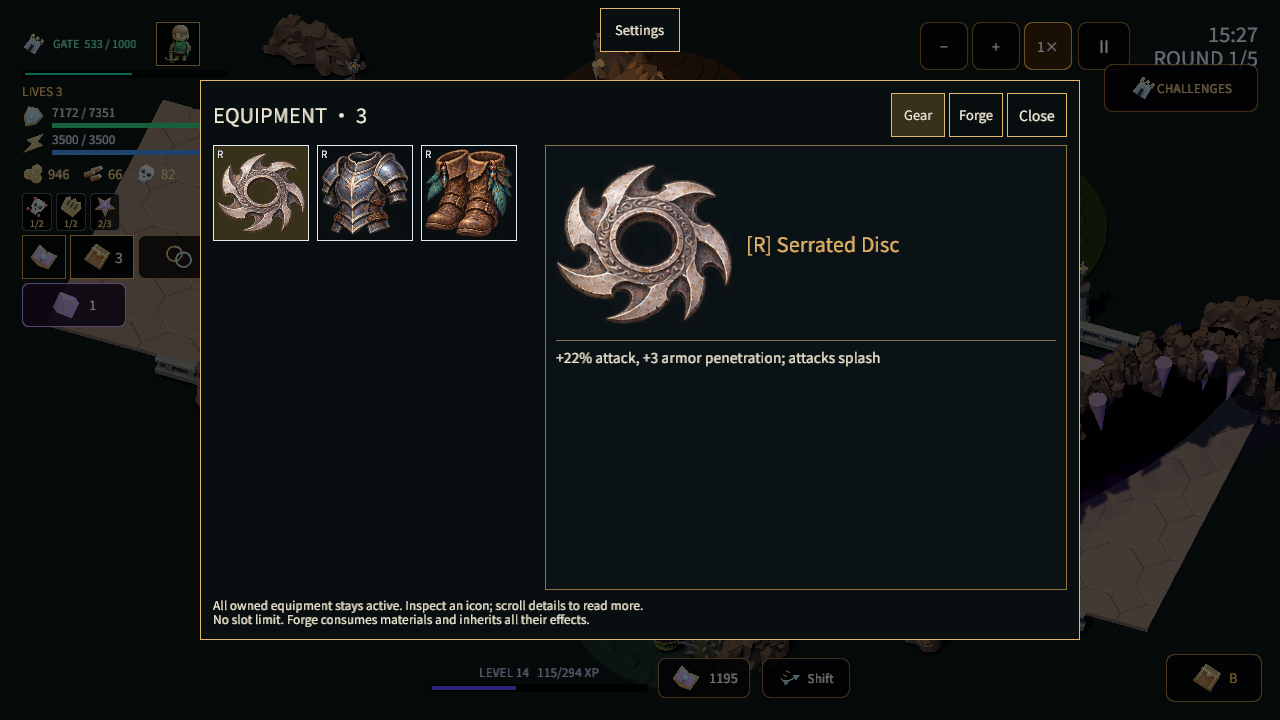 Settings
GATE 533 / 1000
− + 1× II
15:27
ROUND 1/5
CHALLENGES
LIVES 3
7172 / 7351
3500 / 3500
946 66 82
1/2 1/2 2/3
3
1
EQUIPMENT • 3
Gear Forge Close
R R R
[R] Serrated Disc
+22% attack, +3 armor penetration; attacks splash
All owned equipment stays active. Inspect an icon; scroll details to read more.
No slot limit. Forge consumes materials and inherits all their effects.
LEVEL 14 115/294 XP
1195
Shift
B